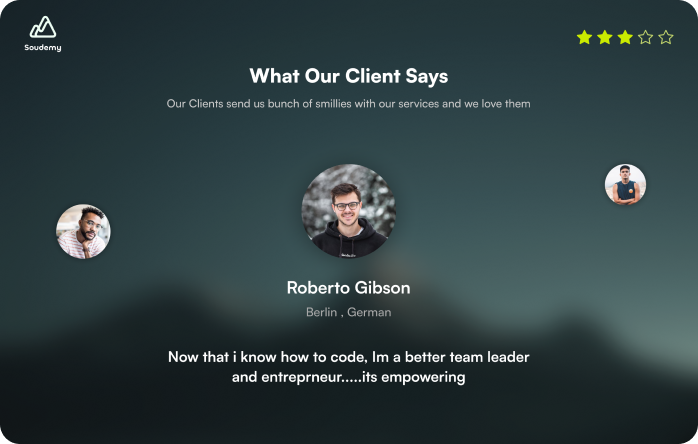 Soudemy
What Our Client Says
Our Clients send us bunch of smillies with our services and we love them
Roberto Gibson
Berlin , German
Now that i know how to code, Im a better team leader
and entreprneur.....its empowering